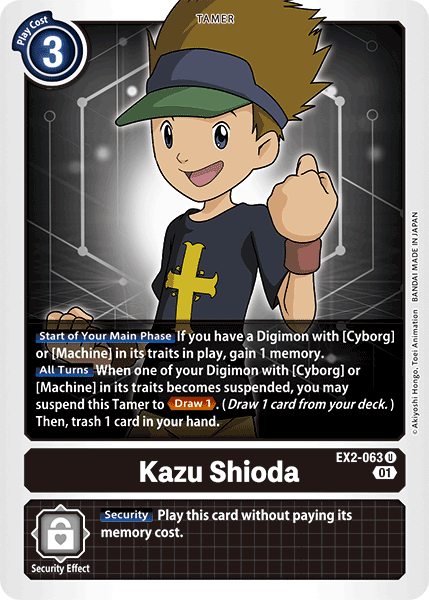 TAMER
Play Cost
3
Start of Your Main Phase If you have a Digimon with [Cyborg]
or [Machine] in its traits in play, gain 1 memory.
All Turns When one of your Digimon with [Cyborg] or
[Machine] in its traits becomes suspended, you may
suspend this Tamer to Draw 1. (Draw 1 card from your deck.)
Then, trash 1 card in your hand.
©Akiyoshi Hongo, Toei Animation BANDAI MADE IN JAPAN
EX2-063 U
Kazu Shioda
01
Security Play this card without paying its
memory cost.
Security Effect